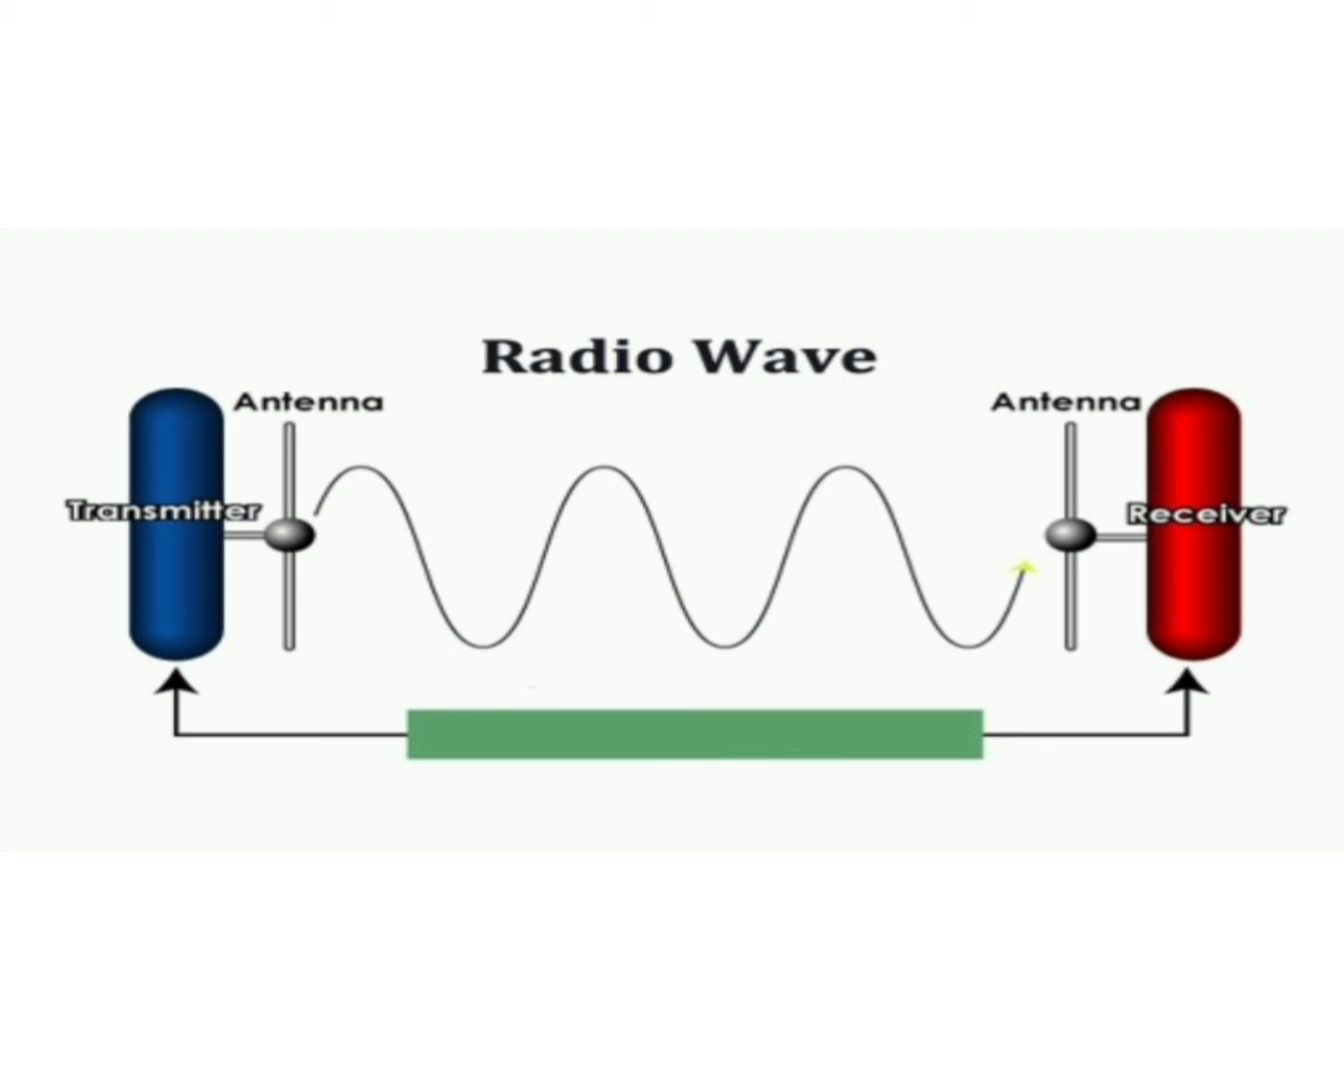 Radio Wave
Antenna
Antenna
Transmitter
Receiver